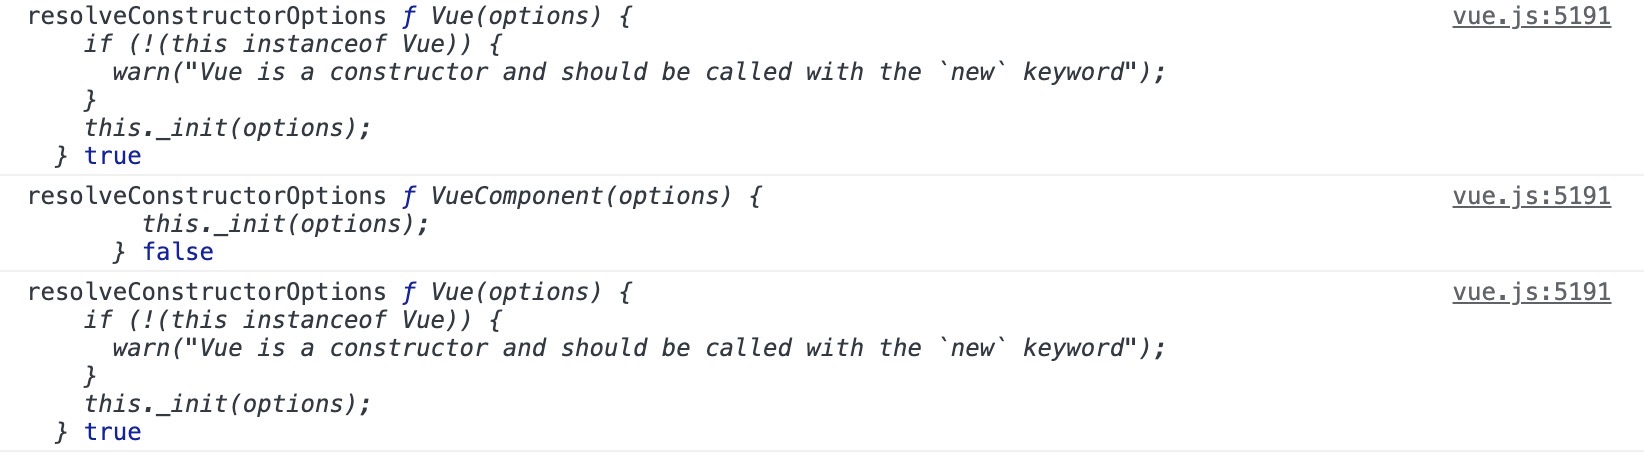 resolveConstructorOptions ƒ Vue(options) { vue.js:5191
if (!(this instanceof Vue)) {
warn("Vue is a constructor and should be called with the `new` keyword");
}
this._init(options);
} true
resolveConstructorOptions ƒ VueComponent(options) { vue.js:5191
this._init(options);
} false
resolveConstructorOptions ƒ Vue(options) { vue.js:5191
if (!(this instanceof Vue)) {
warn("Vue is a constructor and should be called with the `new` keyword");
}
this._init(options);
} true